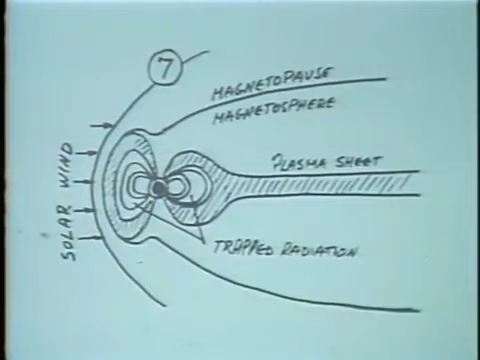 7
MAGNETOPAUSE
MAGNETOSPHERE
PLASMA SHEET
SOLAR WIND
TRAPPED RADIATION